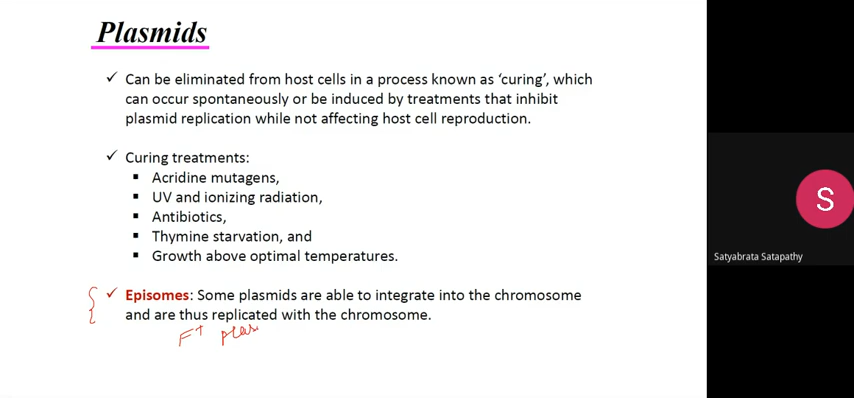 Plasmids
✓ Can be eliminated from host cells in a process known as ‘curing’, which
can occur spontaneously or be induced by treatments that inhibit
plasmid replication while not affecting host cell reproduction.
✓ Curing treatments:
▪ Acridine mutagens,
▪ UV and ionizing radiation,
▪ Antibiotics,
▪ Thymine starvation, and
▪ Growth above optimal temperatures.
✓ Episomes: Some plasmids are able to integrate into the chromosome
and are thus replicated with the chromosome.
F+ plas
S
Satyabrata Satapathy